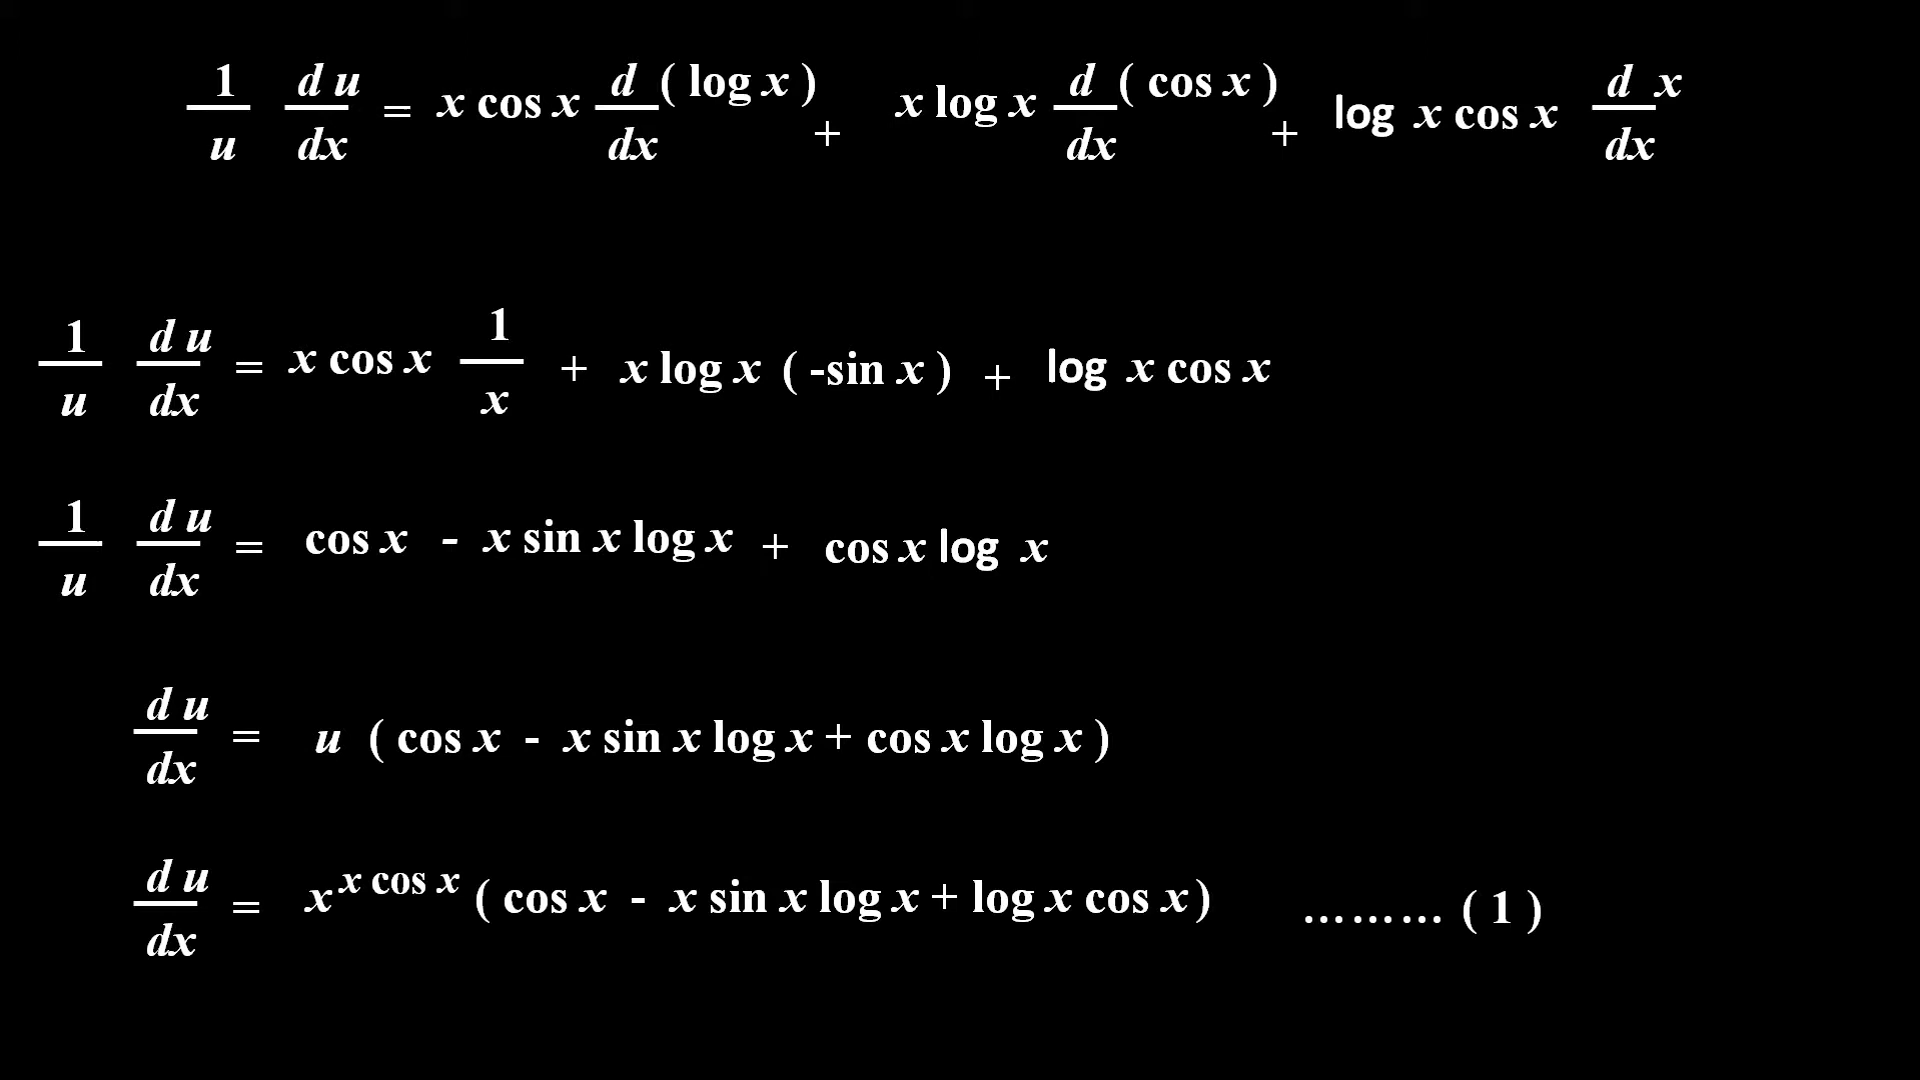 1/u du/dx = x cos x d/dx ( log x ) + x log x d/dx ( cos x ) + log x cos x d/dx x
1/u du/dx = x cos x 1/x + x log x ( -sin x ) + log x cos x
1/u du/dx = cos x - x sin x log x + cos x log x
du/dx = u ( cos x - x sin x log x + cos x log x )
du/dx = x^{x cos x} ( cos x - x sin x log x + log x cos x ) ......... ( 1 )